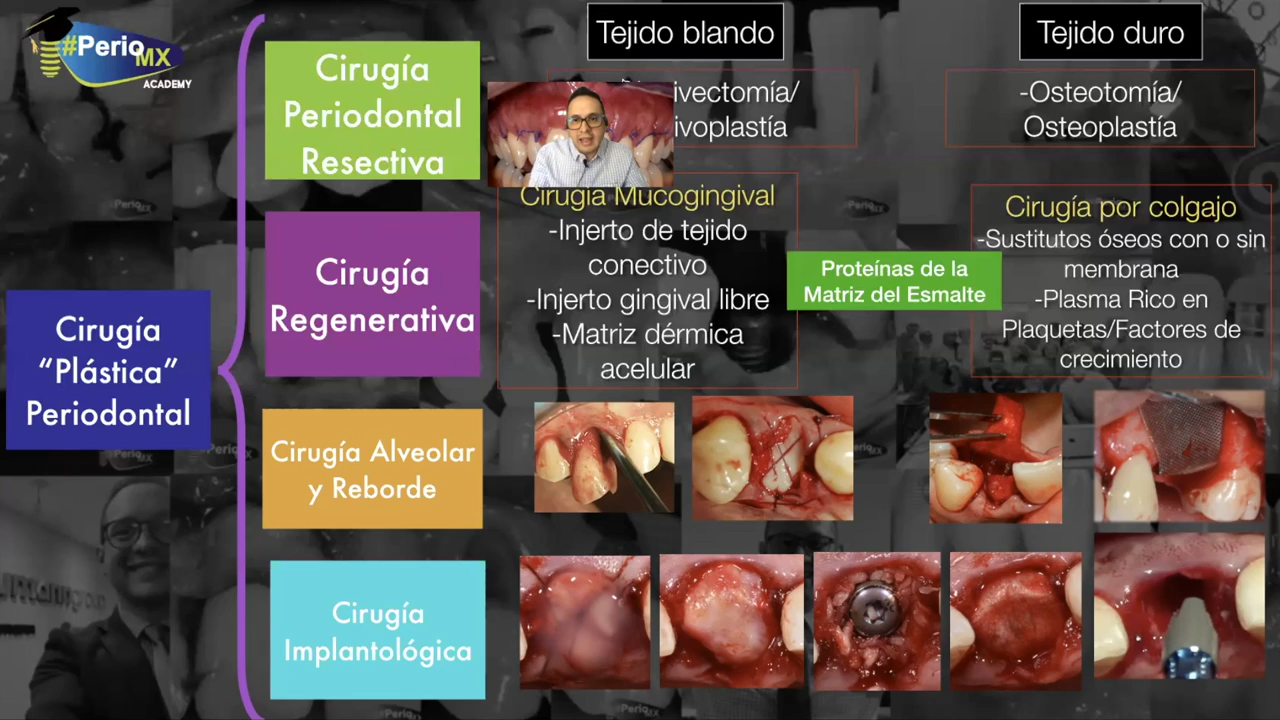 #Perio
MX
ACADEMY
Tejido blando
Tejido duro
Cirugía
Periodontal
Resectiva
ivectomía/
ivoplastía
-Osteotomía/
Osteoplastía
Cirugía
Regenerativa
Cirugía Mucogingival
-Injerto de tejido
conectivo
-Injerto gingival libre
-Matriz dérmica
acelular
Proteínas de la
Matriz del Esmalte
Cirugía por colgajo
-Sustitutos óseos con o sin
membrana
-Plasma Rico en
Plaquetas/Factores de
crecimiento
Cirugía
“Plástica”
Periodontal
Cirugía Alveolar
y Reborde
Cirugía
Implantológica